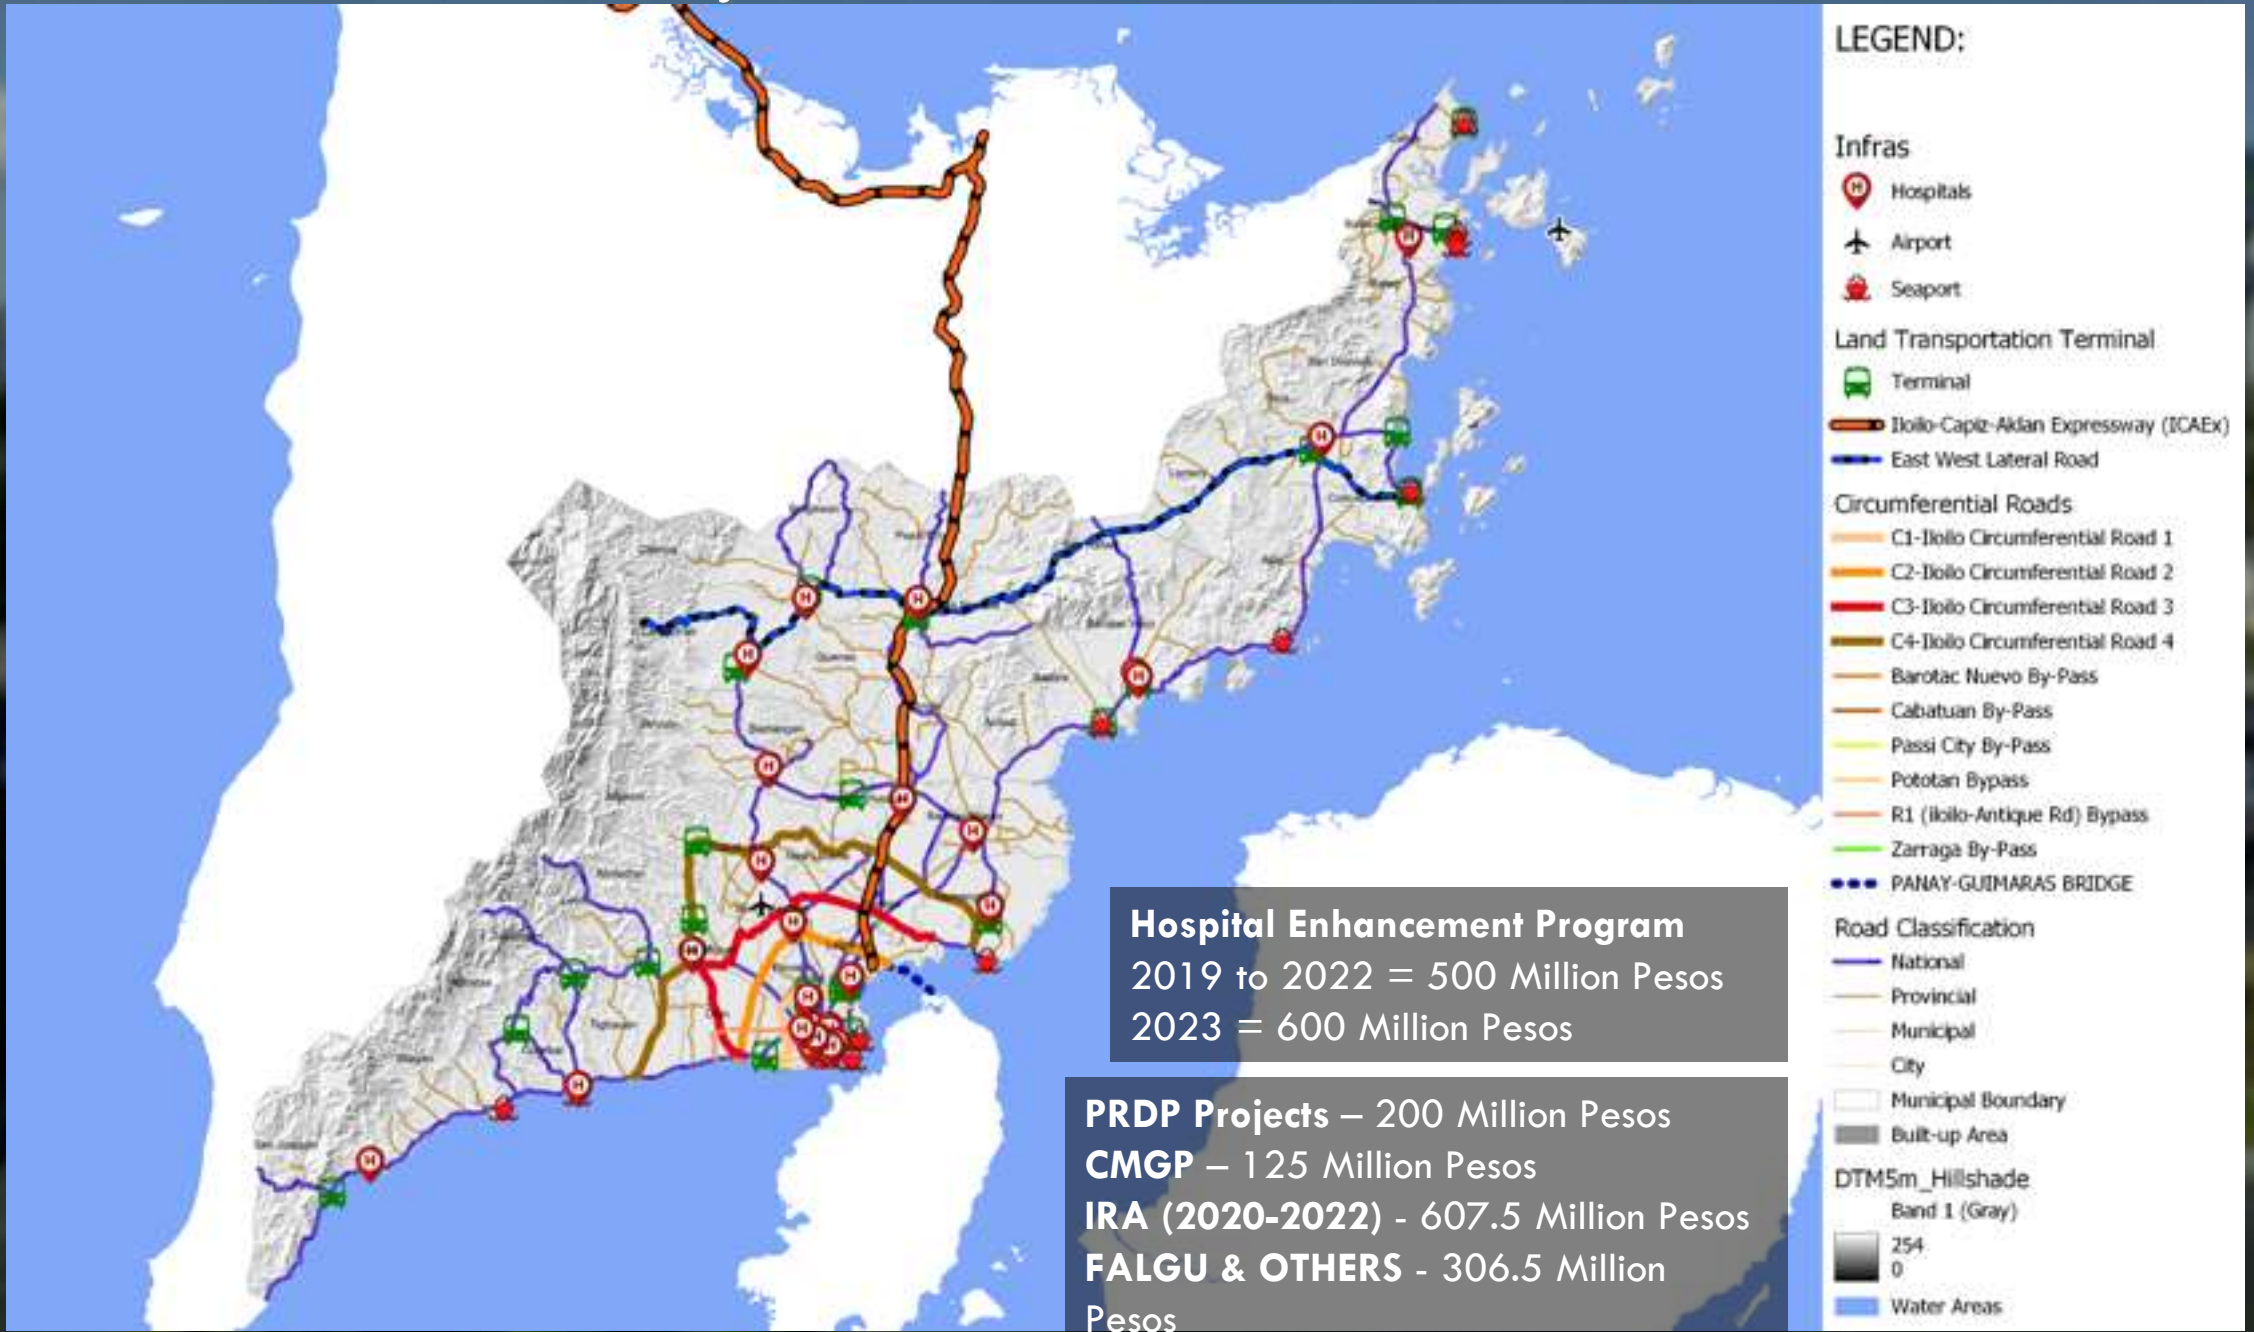 LEGEND:
Infras
Hospitals
Airport
Seaport
Land Transportation Terminal
Terminal
Iloilo-Capiz-Aklan Expressway (ICAEx)
East West Lateral Road
Circumferential Roads
C1-Iloilo Circumferential Road 1
C2-Iloilo Circumferential Road 2
C3-Iloilo Circumferential Road 3
C4-Iloilo Circumferential Road 4
Barotac Nuevo By-Pass
Cabatuan By-Pass
Passi City By-Pass
Pototan Bypass
R1 (iloilo-Antique Rd) Bypass
Zarraga By-Pass
PANAY-GUIMARAS BRIDGE
Road Classification
National
Provincial
Municipal
City
Municipal Boundary
Built-up Area
DTM5m_Hillshade
Band 1 (Gray)
254
0
Water Areas
Hospital Enhancement Program
2019 to 2022 = 500 Million Pesos
2023 = 600 Million Pesos
PRDP Projects – 200 Million Pesos
CMGP – 125 Million Pesos
IRA (2020-2022) - 607.5 Million Pesos
FALGU & OTHERS - 306.5 Million
Pesos